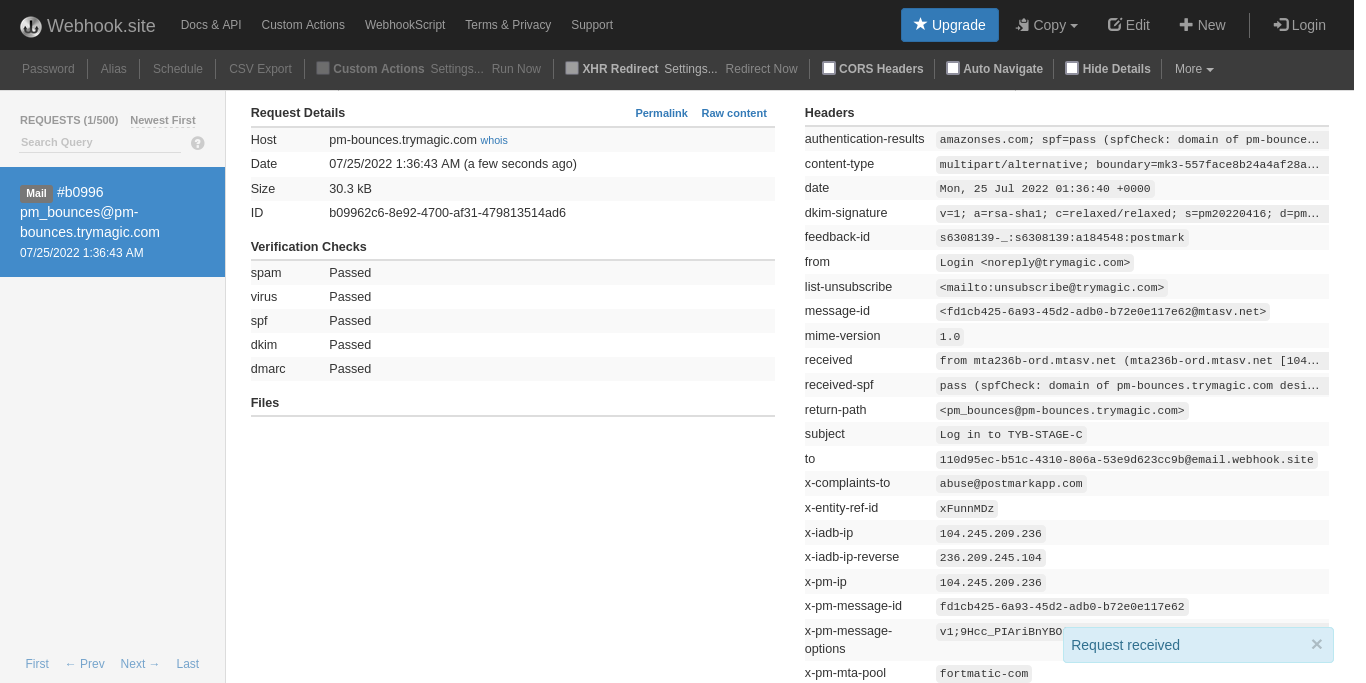 Webhook.site Docs & API Custom Actions WebhookScript Terms & Privacy Support Upgrade Copy Edit New Login
Password Alias Schedule CSV Export Custom Actions Settings... Run Now XHR Redirect Settings... Redirect Now CORS Headers Auto Navigate Hide Details More
REQUESTS (1/500) Newest First
Search Query
Mail #b0996
pm_bounces@pm-
bounces.trymagic.com
07/25/2022 1:36:43 AM
First ← Prev Next → Last
Request Details Permalink Raw content
Host pm-bounces.trymagic.com whois
Date 07/25/2022 1:36:43 AM (a few seconds ago)
Size 30.3 kB
ID b09962c6-8e92-4700-af31-479813514ad6
Verification Checks
spam Passed
virus Passed
spf Passed
dkim Passed
dmarc Passed
Files
Headers
authentication-results amazonses.com; spf=pass (spfCheck: domain of pm-bounce...
content-type multipart/alternative; boundary=mk3-557face8b24a4af28a...
date Mon, 25 Jul 2022 01:36:40 +0000
dkim-signature v=1; a=rsa-sha1; c=relaxed/relaxed; s=pm20220416; d=pm...
feedback-id s6308139-_:s6308139:a184548:postmark
from Login <noreply@trymagic.com>
list-unsubscribe <mailto:unsubscribe@trymagic.com>
message-id <fd1cb425-6a93-45d2-adb0-b72e0e117e62@mtasv.net>
mime-version 1.0
received from mta236b-ord.mtasv.net (mta236b-ord.mtasv.net [104...
received-spf pass (spfCheck: domain of pm-bounces.trymagic.com desi...
return-path <pm_bounces@pm-bounces.trymagic.com>
subject Log in to TYB-STAGE-C
to 110d95ec-b51c-4310-806a-53e9d623cc9b@email.webhook.site
x-complaints-to abuse@postmarkapp.com
x-entity-ref-id xFunnMDz
x-iadb-ip 104.245.209.236
x-iadb-ip-reverse 236.209.245.104
x-pm-ip 104.245.209.236
x-pm-message-id fd1cb425-6a93-45d2-adb0-b72e0e117e62
x-pm-message-options v1;9Hcc_PIAriBnYBO
x-pm-mta-pool fortmatic-com
Request received ×